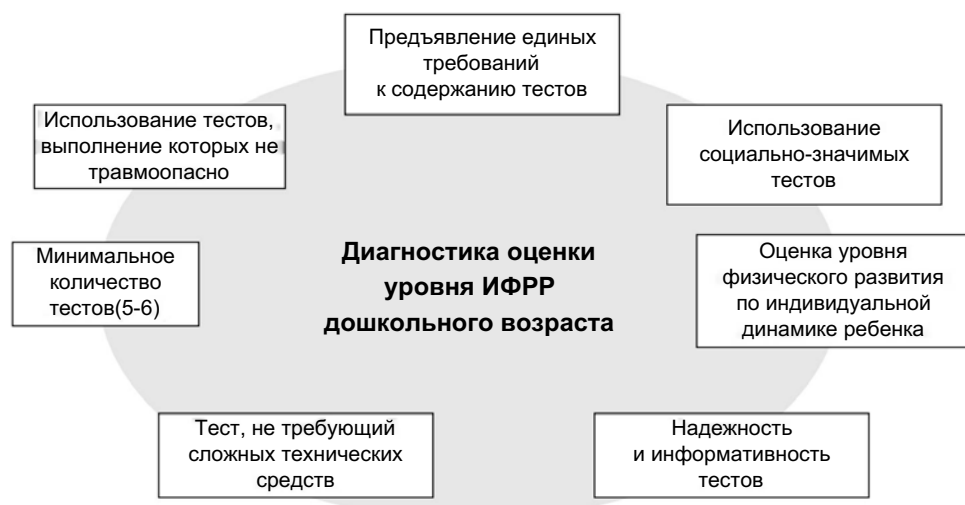 Предъявление единых
требований
к содержанию тестов
Использование тестов,
выполнение которых не
травмоопасно
Использование
социально-значимых
тестов
Минимальное
количество
тестов(5-6)
Диагностика оценки
уровня ИФРР
дошкольного возраста
Оценка уровня
физического развития
по индивидуальной
динамике ребенка
Тест, не требующий
сложных технических
средств
Надежность
и информативность
тестов